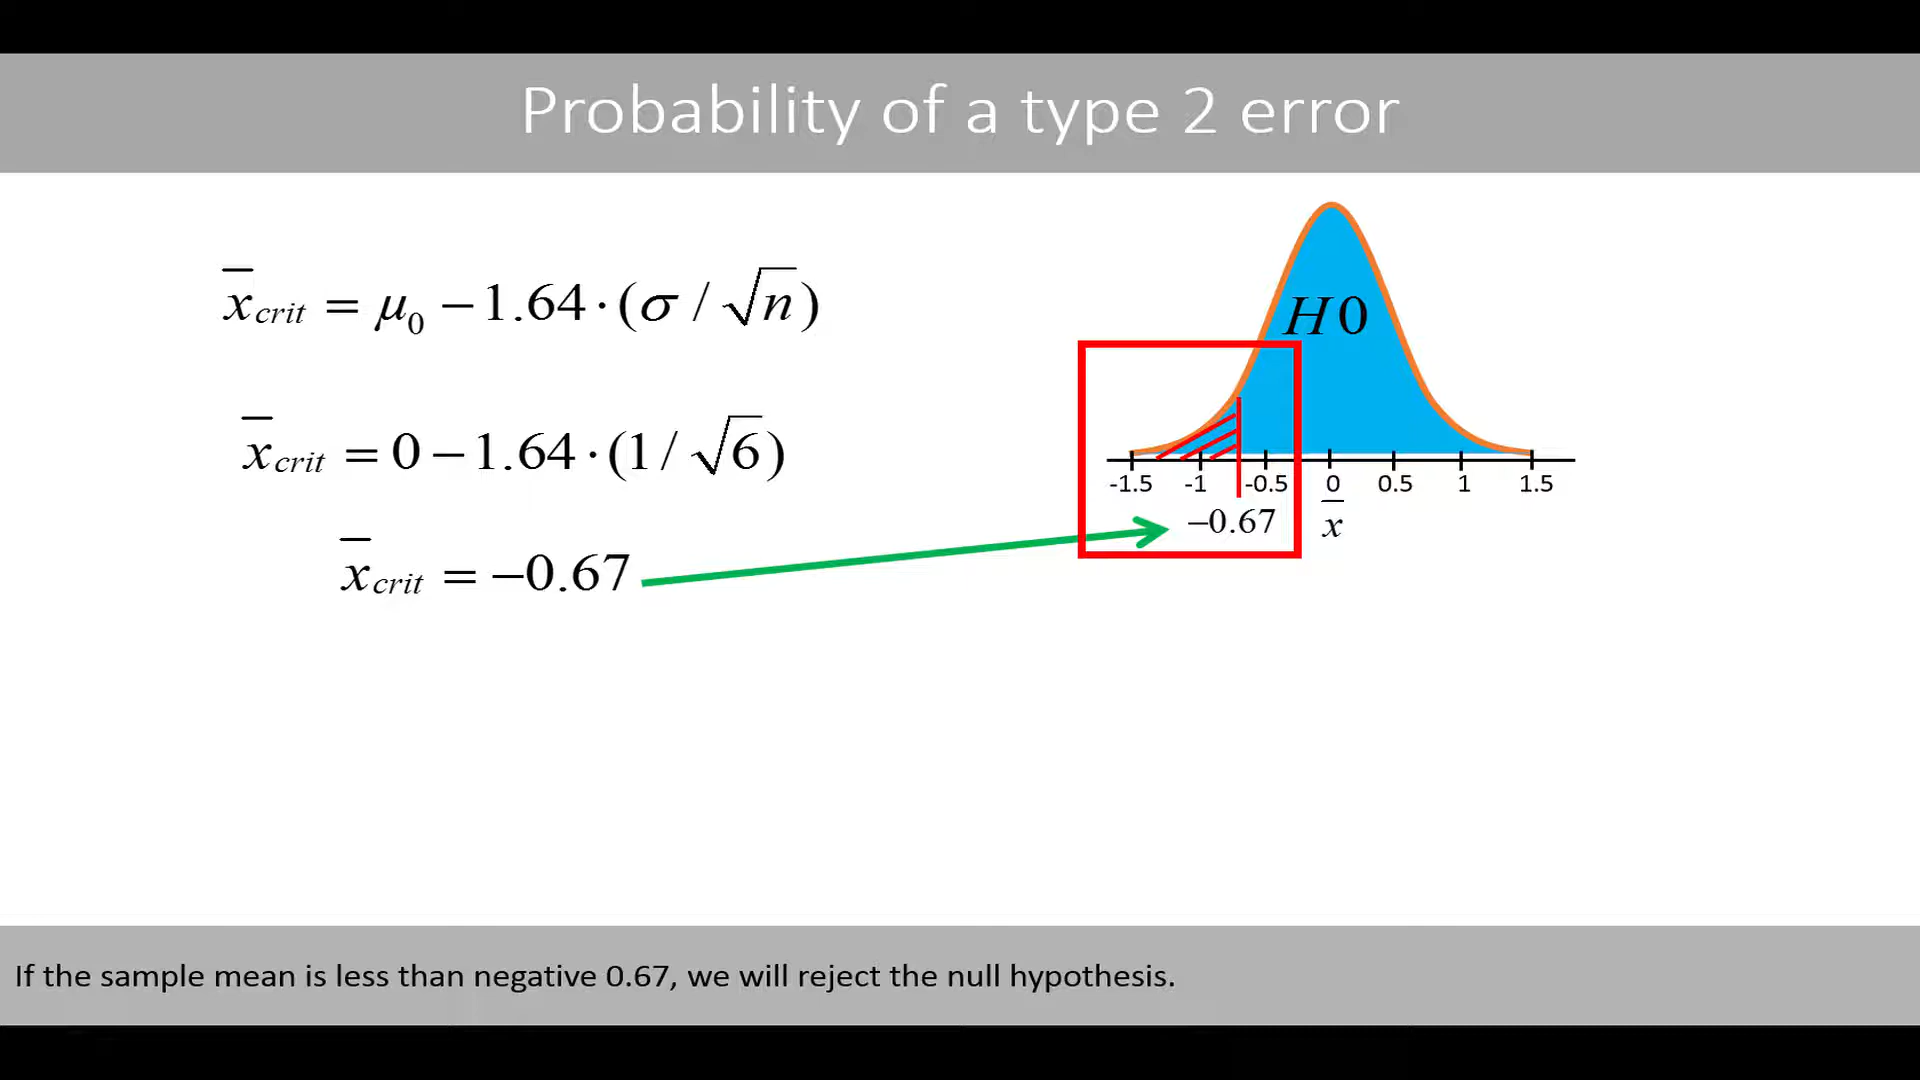 Probability of a type 2 error
x̄crit = μ0 − 1.64·(σ / √n)
x̄crit = 0 − 1.64·(1 / √6)
x̄crit = −0.67
H0
-1.5 -1 -0.5 0 0.5 1 1.5
−0.67 x̄
If the sample mean is less than negative 0.67, we will reject the null hypothesis.